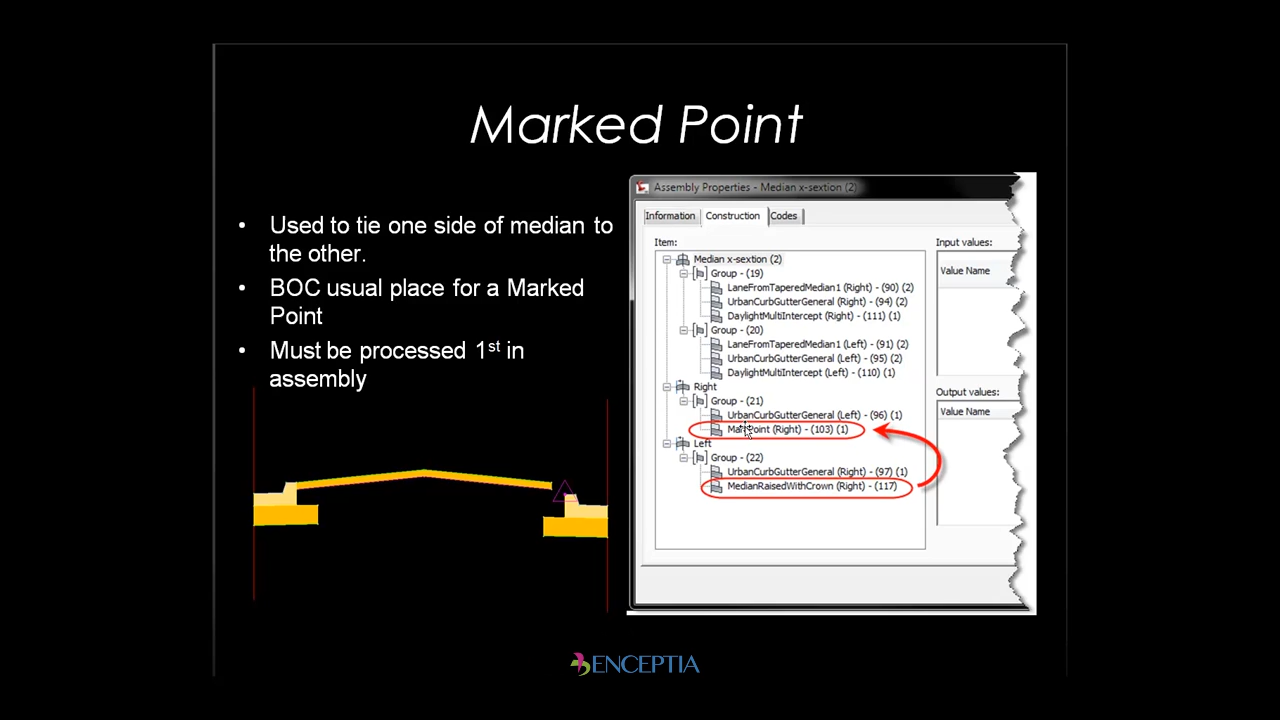 Marked Point
• Used to tie one side of median to
the other.
• BOC usual place for a Marked
Point
• Must be processed 1st in
assembly
Assembly Properties - Median x-sextion (2)
Information Construction Codes
Item:
Median x-sextion (2)
Group - (19)
LaneFromTaperedMedian1 (Right) - (90) (2)
UrbanCurbGutterGeneral (Right) - (94) (2)
DaylightMultiIntercept (Right) - (111) (1)
Group - (20)
LaneFromTaperedMedian1 (Left) - (91) (2)
UrbanCurbGutterGeneral (Left) - (95) (2)
DaylightMultiIntercept (Left) - (110) (1)
Right
Group - (21)
UrbanCurbGutterGeneral (Left) - (96) (1)
(Right) - (103) (1)
Left
Group - (22)
UrbanCurbGutterGeneral (Right) - (97) (1)
MedianRaisedWithCrown (Right) - (117)
Input values:
Value Name
Output values:
Value Name
ENCEPTIA